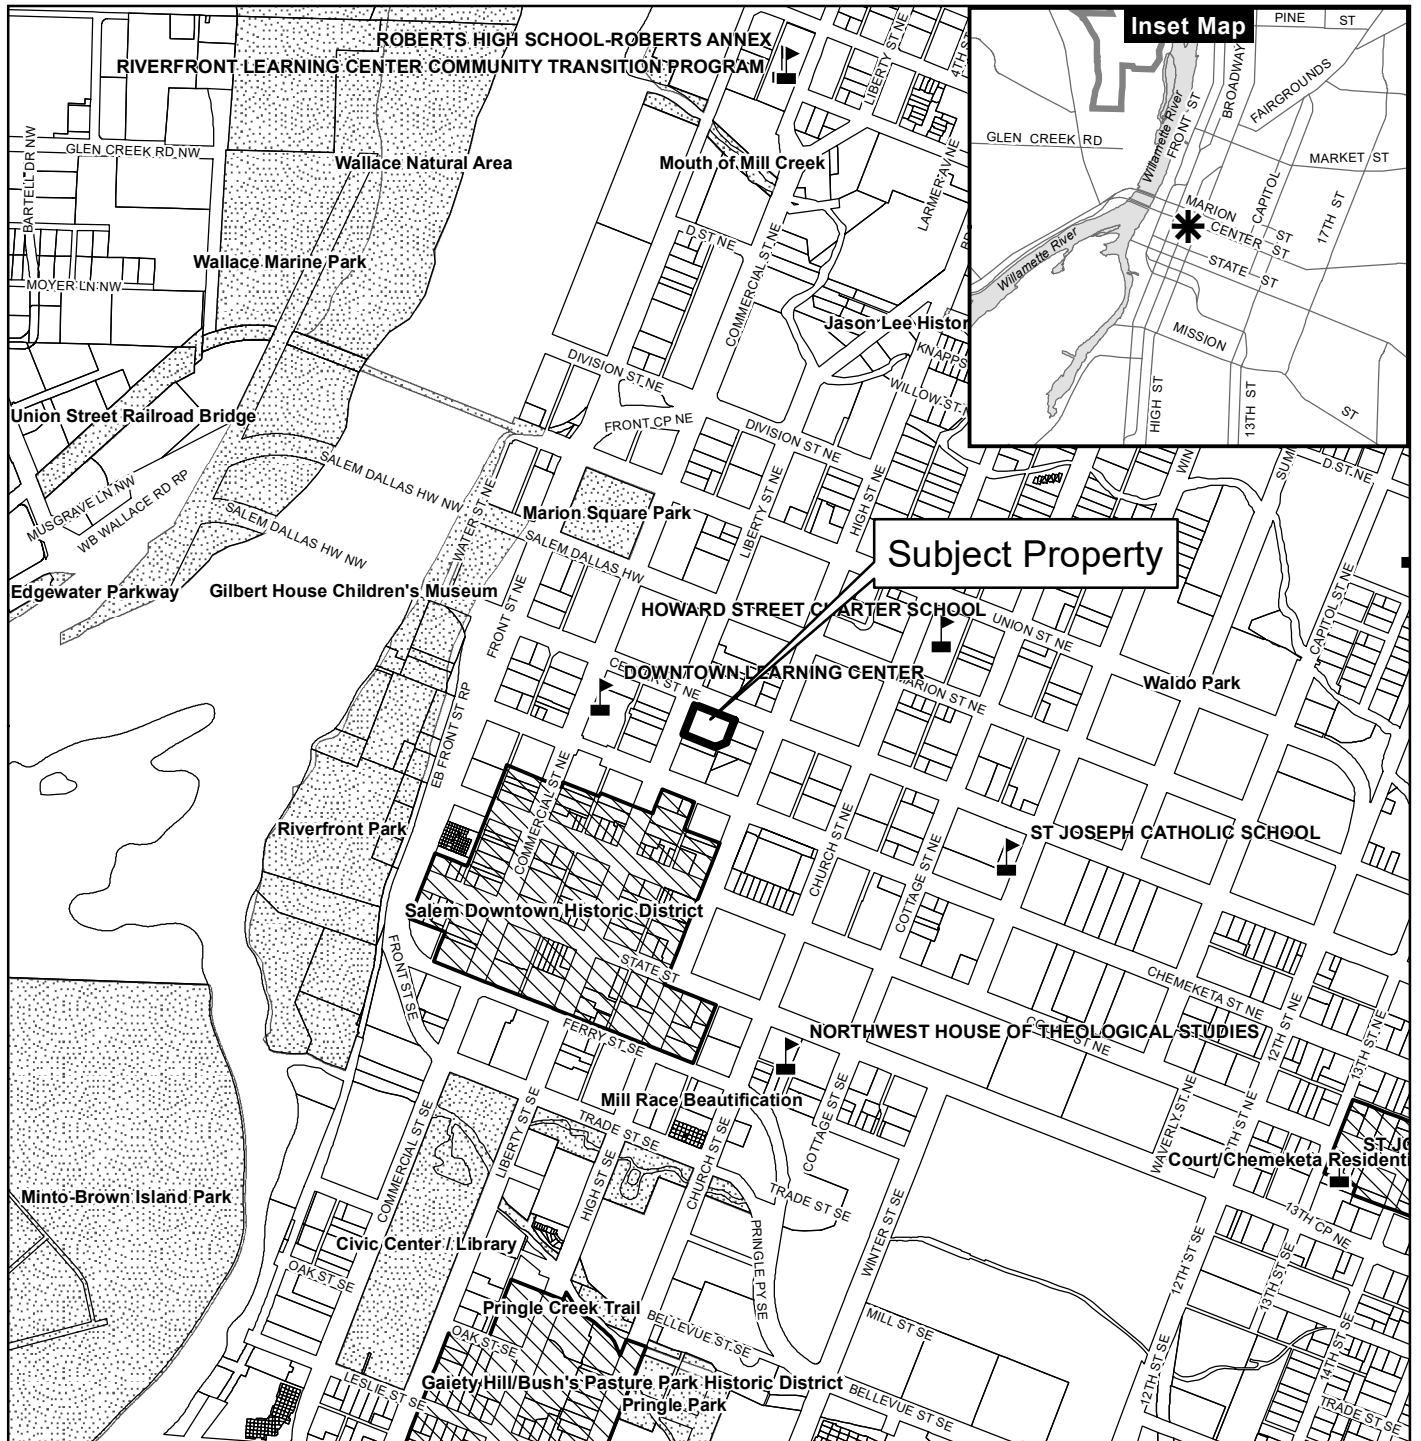 ROBERTS HIGH SCHOOL-ROBERTS ANNEX
RIVERFRONT LEARNING CENTER COMMUNITY TRANSITION PROGRAM
LIBERTY ST NE
4TH ST
Inset Map
PINE ST
BROADWAY
FAIRGROUNDS
FRONT ST
Willamette River
GLEN CREEK RD
MARKET ST
CAPITOL
17TH ST
MARION ST
CENTER ST
STATE ST
Willamette River
MISSION ST
HIGH ST
13TH ST
BARTELL DR NW
GLEN CREEK RD NW
Wallace Natural Area
Mouth of Mill Creek
LARMER AV NE
D ST NE
COMMERCIAL ST NE
Wallace Marine Park
MOYER LN NW
Jason Lee Histor
KNAPPS
WILLOW ST N
DIVISION ST NE
Union Street Railroad Bridge
FRONT CP NE
DIVISION ST NE
WIN
SUM
D ST NE
SALEM DALLAS HW NW
MUSGRAVE LN NW
WB WALLACE RD RP
SALEM DALLAS HW NW
WATER ST NE
Marion Square Park
LIBERTY ST NE
HIGH ST NE
SALEM DALLAS HW
Subject Property
Edgewater Parkway
Gilbert House Children's Museum
FRONT ST NE
HOWARD STREET CHARTER SCHOOL
UNION ST NE
CAPITOL ST NE
DOWNTOWN LEARNING CENTER
MARION ST NE
Waldo Park
EB FRONT ST RP
COMMERCIAL ST NE
Riverfront Park
CHURCH ST NE
COTTAGE ST NE
ST JOSEPH CATHOLIC SCHOOL
Salem Downtown Historic District
STATE ST
FRONT ST SE
CHEMEKETA ST NE
FERRY ST SE
NORTHWEST HOUSE OF THEOLOGICAL STUDIES
12TH ST NE
13TH ST NE
Mill Race Beautification
COMMERCIAL ST SE
LIBERTY ST SE
TRADE ST SE
HIGH ST SE
CHURCH ST SE
COTTAGE ST SE
WAVERLY ST NE
Court/Chemeketa Residenti
Minto-Brown Island Park
TRADE ST SE
PRINGLE PY SE
WINTER ST SE
13TH CP NE
Civic Center / Library
OAK ST SE
12TH ST SE
13TH ST SE
Pringle Creek Trail
OAK ST SE
BELLEVUE ST SE
MILL ST SE
14TH ST SE
LESLIE ST SE
Gaiety Hill/Bush's Pasture Park Historic District
Pringle Park
BELLEVUE ST SE
12TH ST SE
TRADE ST SE